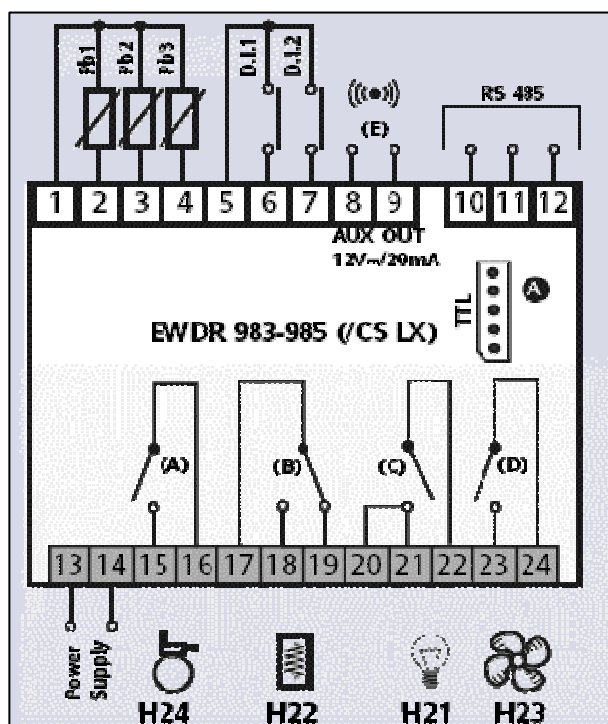 Pb1 Pb2 Pb3 D.I.1 D.I.2
(E)
RS 485
1 2 3 4 5 6 7 8 9 10 11 12
AUX OUT
12V~/20mA
TTL
A
EWDR 983-985 (/CS LX)
(A) (B) (C) (D)
13 14 15 16 17 18 19 20 21 22 23 24
Power
Supply
H24 H22 H21 H23